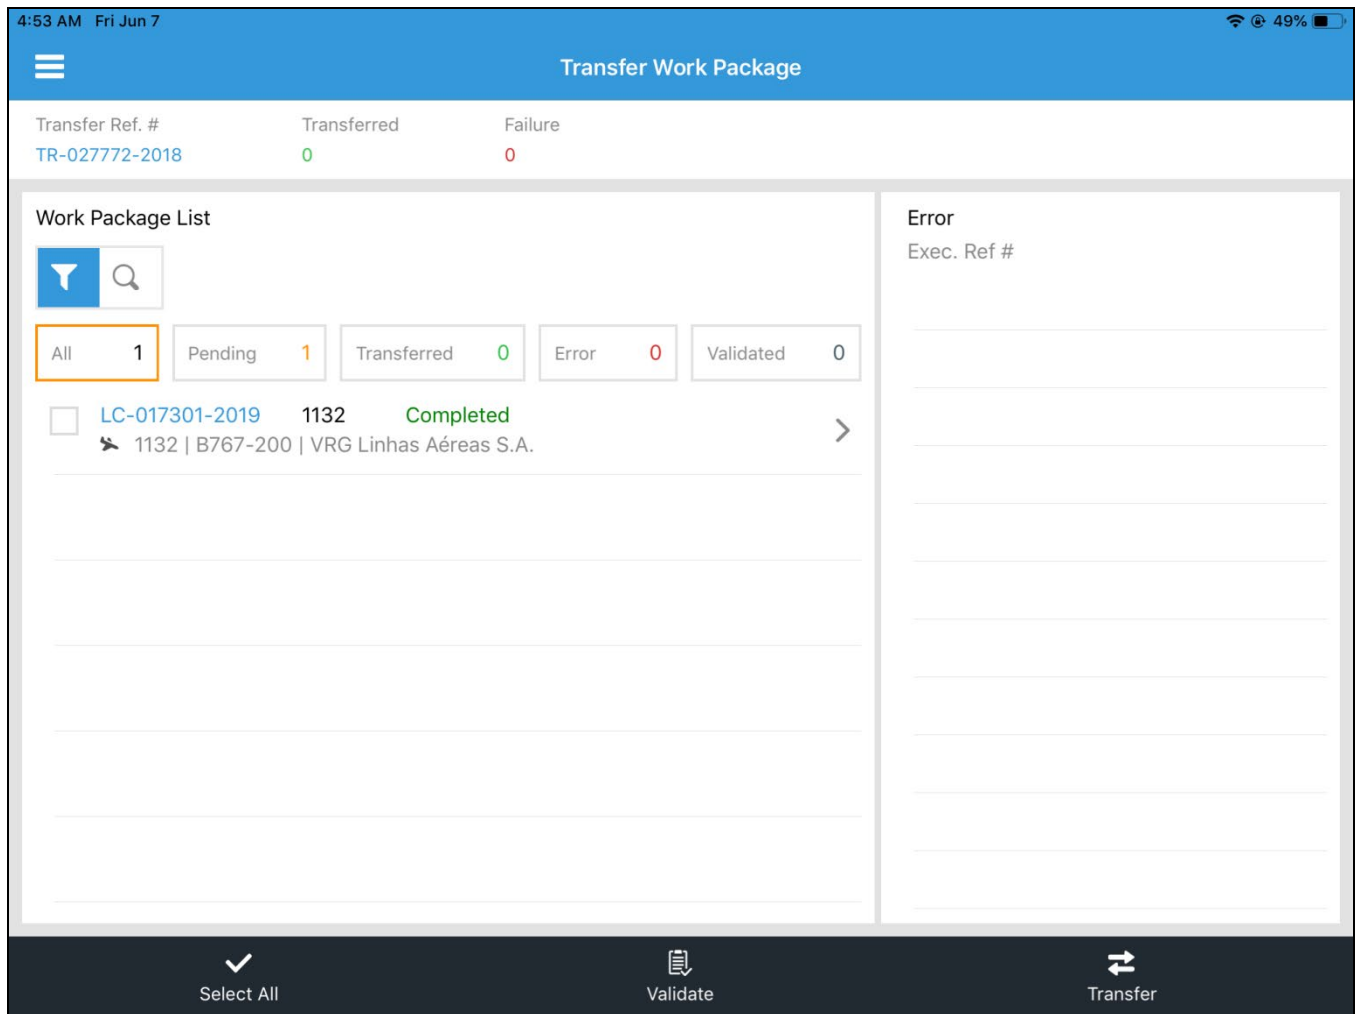 4:53 AM Fri Jun 7 49%
Transfer Work Package
Transfer Ref. # Transferred Failure
TR-027772-2018 0 0
Work Package List
Error
Exec. Ref #
All 1 Pending 1 Transferred 0 Error 0 Validated 0
LC-017301-2019 1132 Completed
1132 | B767-200 | VRG Linhas Aéreas S.A.
Select All Validate Transfer